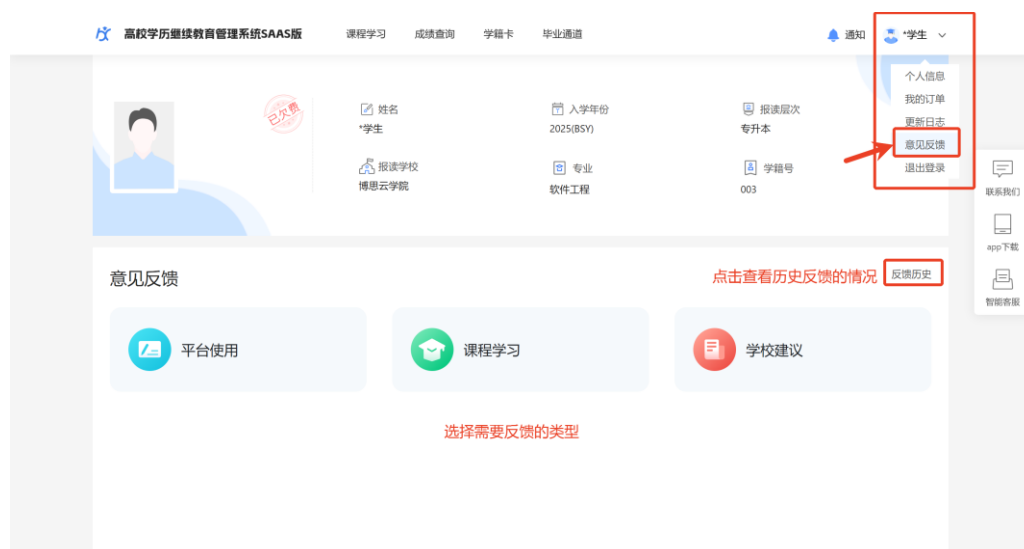 高校学历继续教育管理系统SAAS版 课程学习 成绩查询 学籍卡 毕业通道 通知 *学生
个人信息
我的订单
更新日志
意见反馈
退出登录
已欠费
姓名 入学年份 报读层次
*学生 2025(BSY) 专升本
报读学校 专业 学籍号
博思云学院 软件工程 003
联系我们
app下载
智能客服
意见反馈 点击查看历史反馈的情况 反馈历史
平台使用 课程学习 学校建议
选择需要反馈的类型